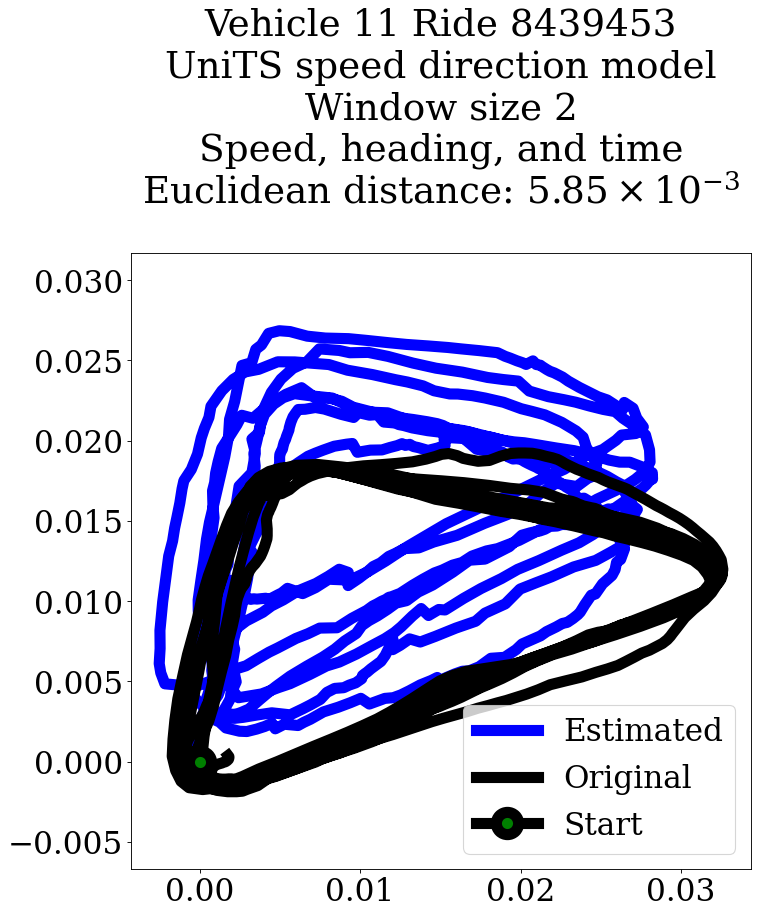 Vehicle 11 Ride 8439453
UniTS speed direction model
Window size 2
Speed, heading, and time
Euclidean distance: 5.85 × 10⁻³
0.030
0.025
0.020
0.015
0.010
0.005
0.000
−0.005
Estimated
Original
Start
0.00 0.01 0.02 0.03